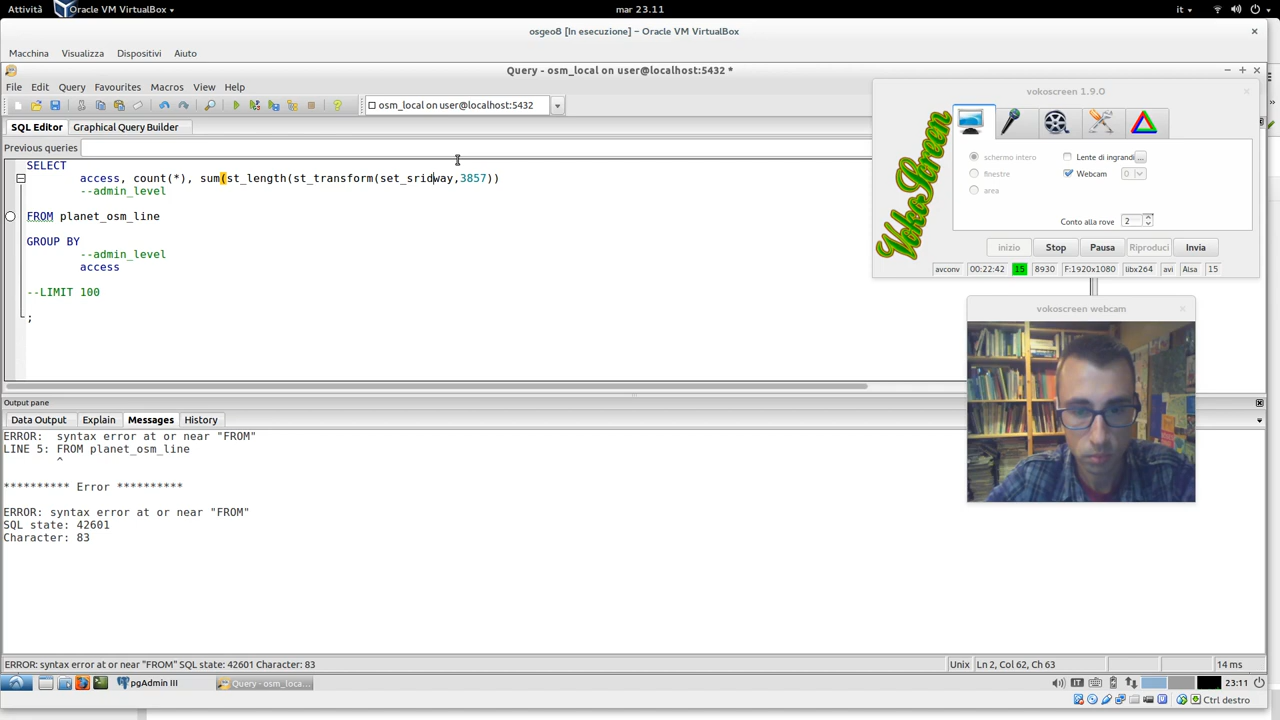 Attività
Oracle VM VirtualBox
mar 23.11
it
osgeo8 [In esecuzione] – Oracle VM VirtualBox
Macchina Visualizza Dispositivi Aiuto
Query - osm_local on user@localhost:5432 *
File Edit Query Favourites Macros View Help
osm_local on user@localhost:5432
SQL Editor Graphical Query Builder
Previous queries
SELECT
access, count(*), sum(st_length(st_transform(set_sridway,3857))
--admin_level
FROM planet_osm_line
GROUP BY
--admin_level
access
--LIMIT 100
;
vokoscreen 1.9.0
VokoScreen
schermo intero
finestre
area
Lente di ingrandi ...
Webcam 0
Conto alla rove 2
inizio Stop Pausa Riproduci Invia
avconv 00:22:42 15 8930 F:1920x1080 libx264 avi Alsa 15
vokoscreen webcam
Output pane
Data Output Explain Messages History
ERROR:  syntax error at or near "FROM"
LINE 5: FROM planet_osm_line
^
********** Error **********
ERROR: syntax error at or near "FROM"
SQL state: 42601
Character: 83
ERROR: syntax error at or near "FROM" SQL state: 42601 Character: 83
Unix Ln 2, Col 62, Ch 63 14 ms
pgAdmin III
Query - osm_loca...
IT
23:11
Ctrl destro